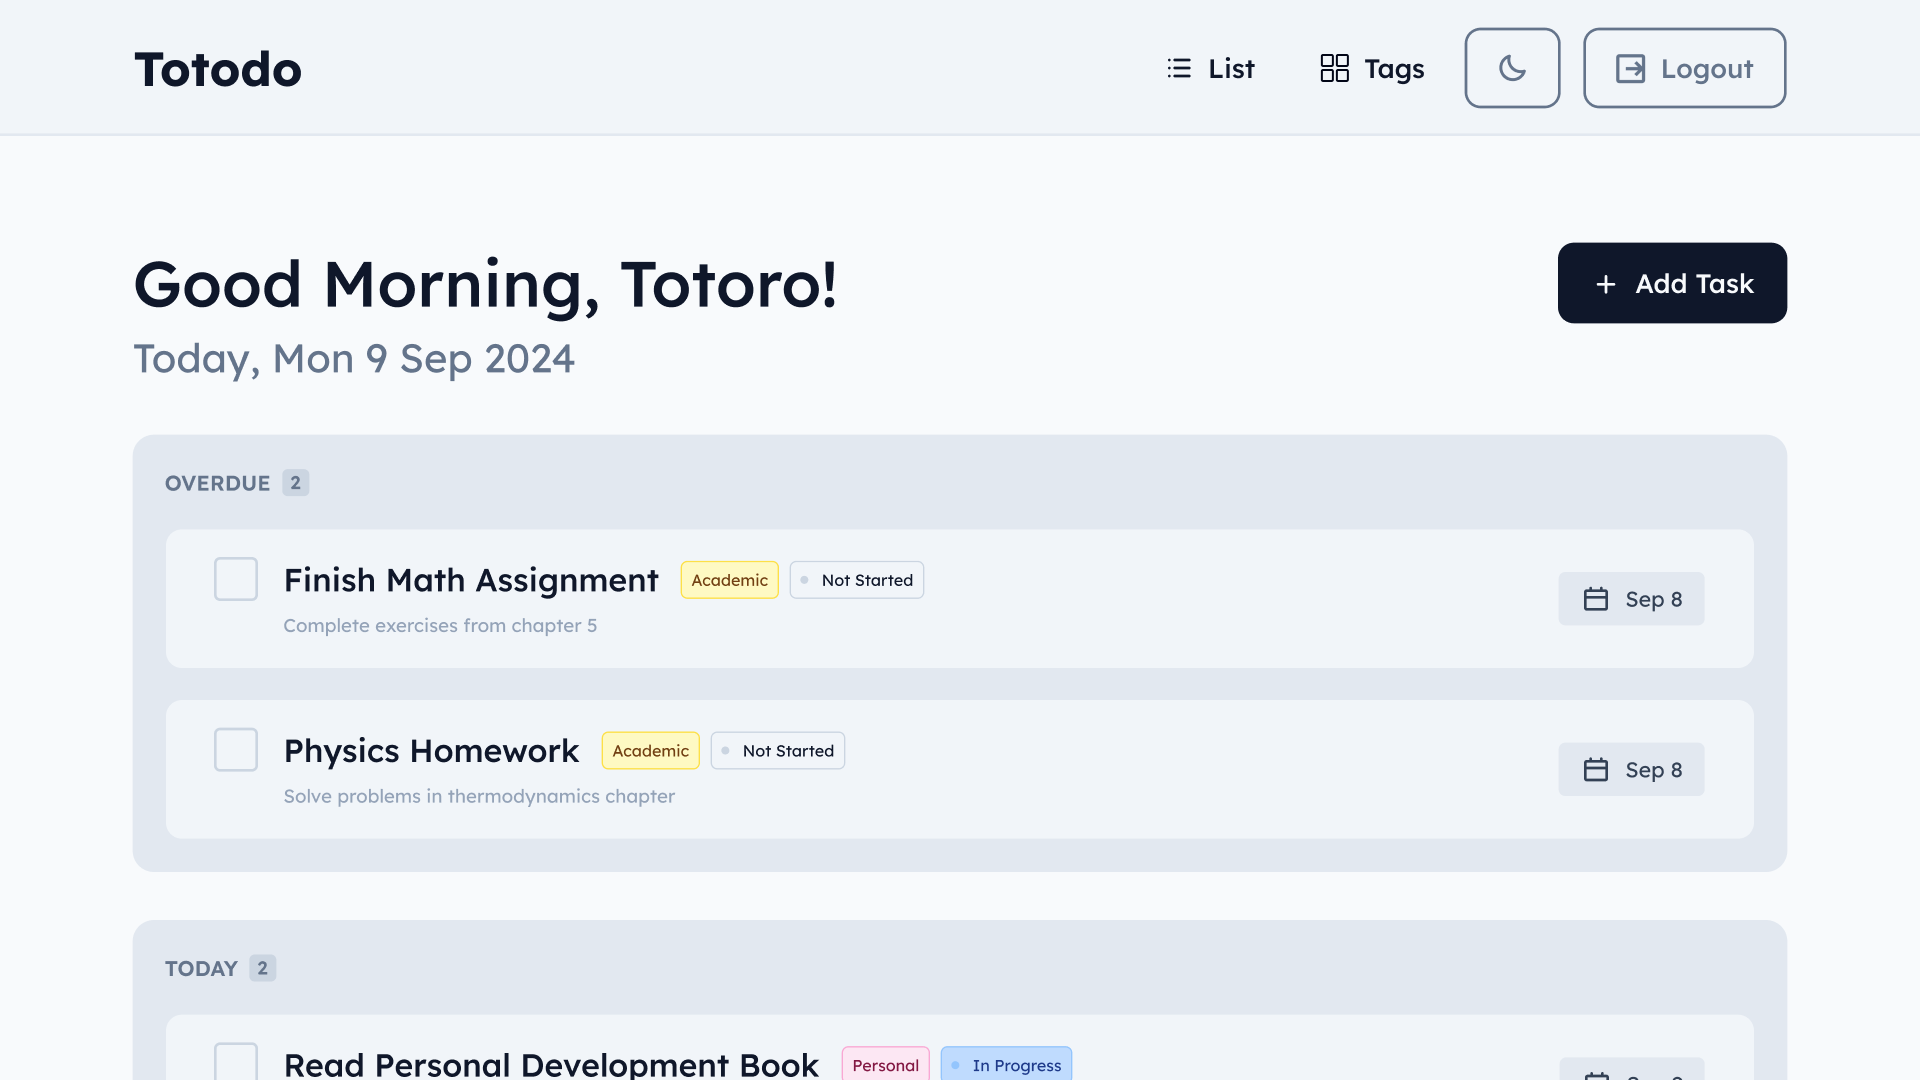 Totodo
List
Tags
Logout
Good Morning, Totoro!
Add Task
Today, Mon 9 Sep 2024
OVERDUE 2
Finish Math Assignment Academic Not Started
Complete exercises from chapter 5
Sep 8
Physics Homework Academic Not Started
Solve problems in thermodynamics chapter
Sep 8
TODAY 2
Read Personal Development Book Personal In Progress